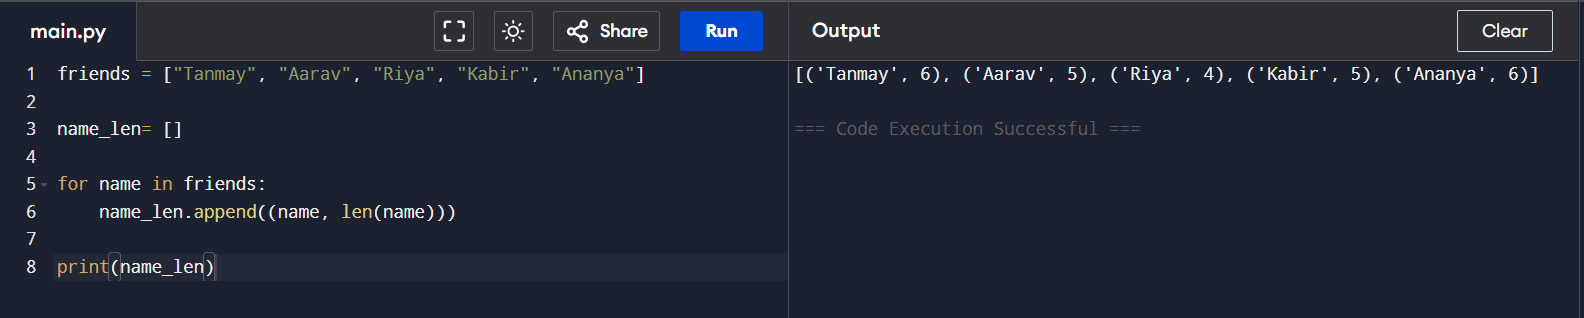 main.py
Share
Run
Output
Clear
1 friends = ["Tanmay", "Aarav", "Riya", "Kabir", "Ananya"]
2
3 name_len= []
4
5 for name in friends:
6     name_len.append((name, len(name)))
7
8 print(name_len)
[('Tanmay', 6), ('Aarav', 5), ('Riya', 4), ('Kabir', 5), ('Ananya', 6)]
=== Code Execution Successful ===